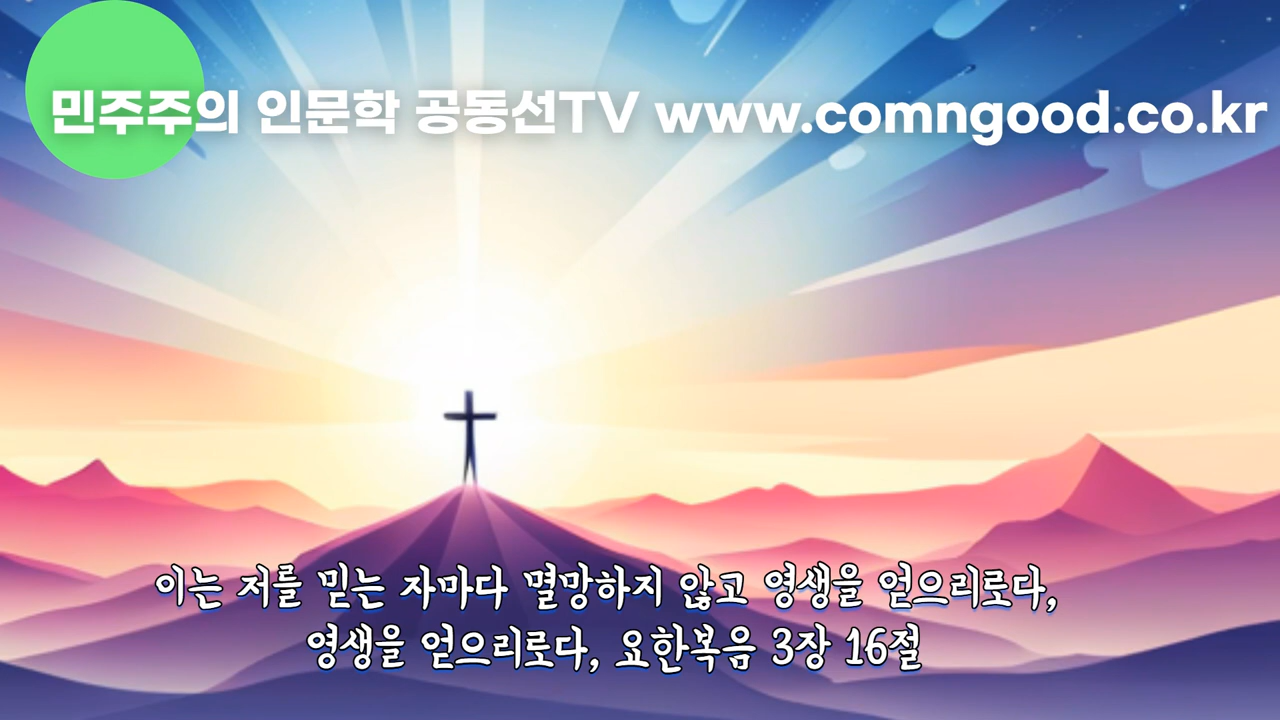 민주주의 인문학 공동선TV www.comngood.co.kr
이는 저를 믿는 자마다 멸망하지 않고 영생을 얻으리로다,
영생을 얻으리로다, 요한복음 3장 16절